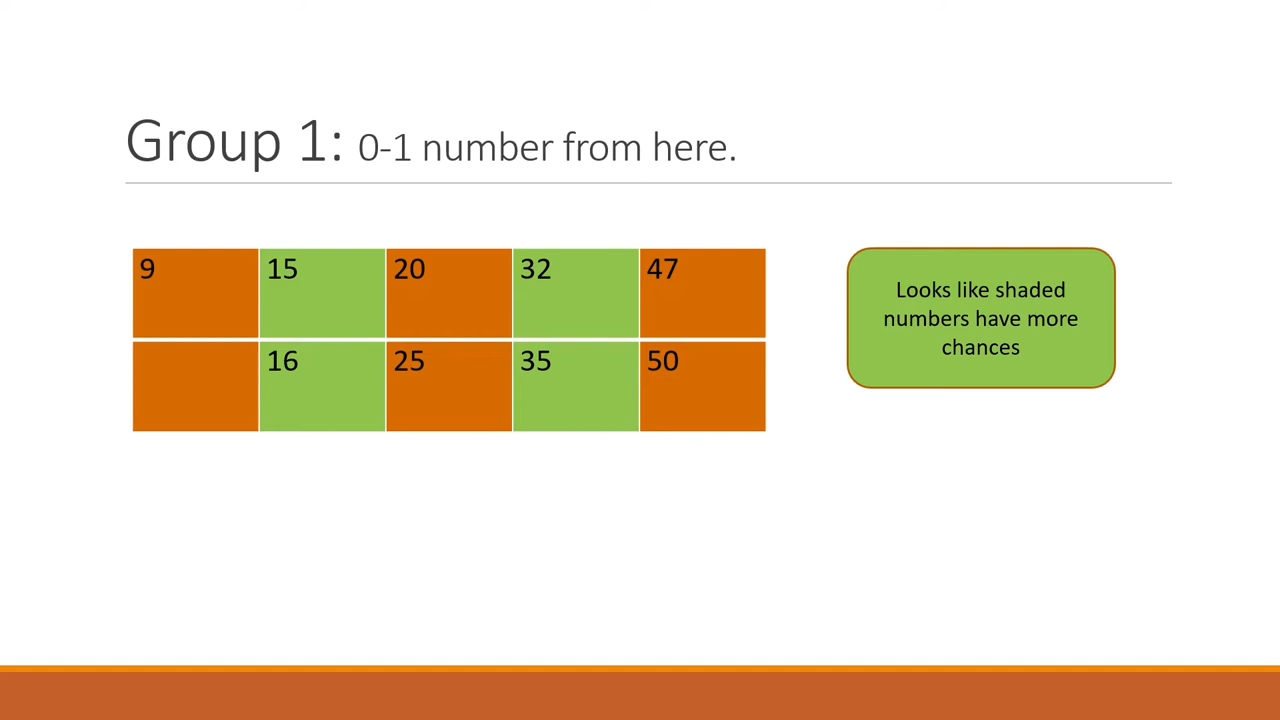 Group 1: 0-1 number from here.
9 15 20 32 47
16 25 35 50
Looks like shaded
numbers have more
chances